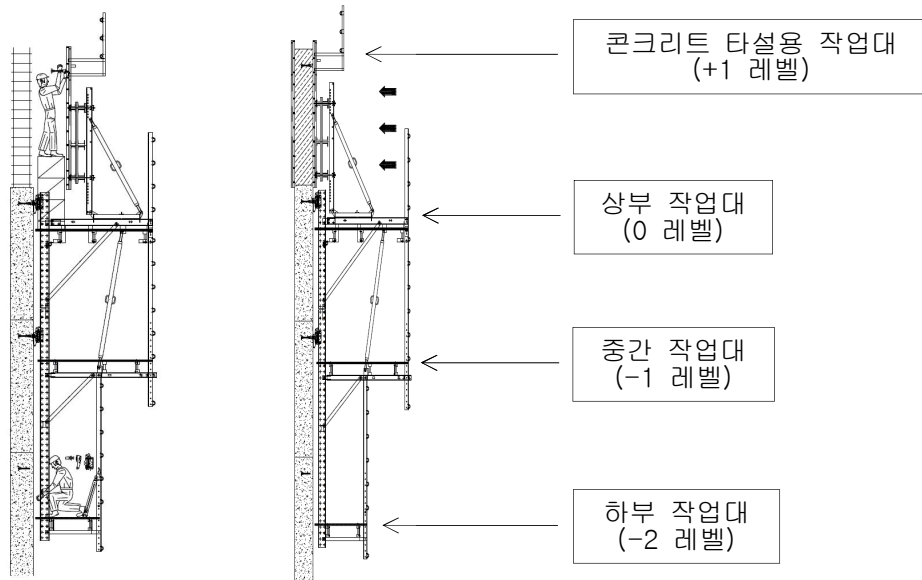 콘크리트 타설용 작업대
(+1 레벨)
상부 작업대
(0 레벨)
중간 작업대
(-1 레벨)
하부 작업대
(-2 레벨)